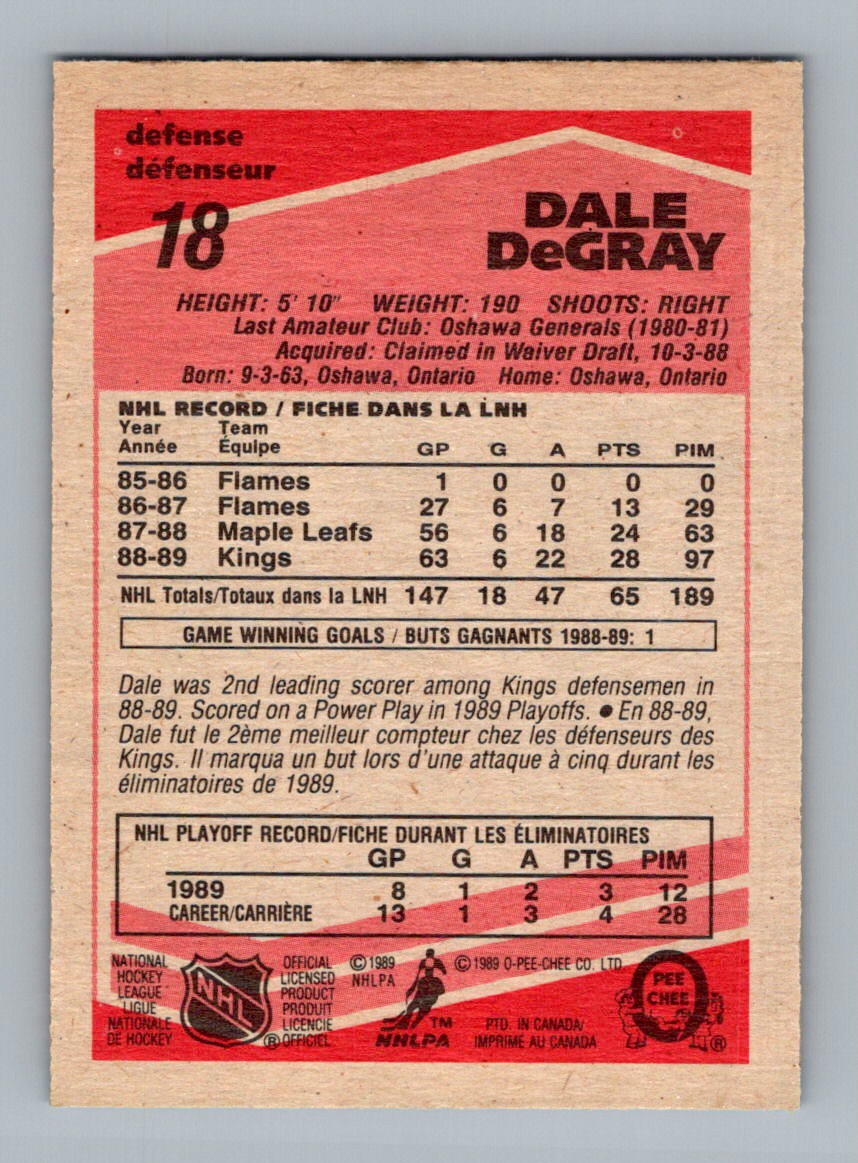 defense
défenseur
18
DALE
DeGRAY
HEIGHT: 5' 10" WEIGHT: 190 SHOOTS: RIGHT
Last Amateur Club: Oshawa Generals (1980-81)
Acquired: Claimed in Waiver Draft, 10-3-88
Born: 9-3-63, Oshawa, Ontario Home: Oshawa, Ontario
NHL RECORD / FICHE DANS LA LNH
Year Team
Année Équipe GP G A PTS PIM
85-86 Flames 1 0 0 0 0
86-87 Flames 27 6 7 13 29
87-88 Maple Leafs 56 6 18 24 63
88-89 Kings 63 6 22 28 97
NHL Totals/Totaux dans la LNH 147 18 47 65 189
GAME WINNING GOALS / BUTS GAGNANTS 1988-89: 1
Dale was 2nd leading scorer among Kings defensemen in
88-89. Scored on a Power Play in 1989 Playoffs. ● En 88-89,
Dale fut le 2ème meilleur compteur chez les défenseurs des
Kings. Il marqua un but lors d'une attaque à cinq durant les
éliminatoires de 1989.
NHL PLAYOFF RECORD/FICHE DURANT LES ÉLIMINATOIRES
GP G A PTS PIM
1989 8 1 2 3 12
CAREER/CARRIÈRE 13 1 3 4 28
NATIONAL
HOCKEY
LEAGUE
LIGUE
NATIONALE
DE HOCKEY
NHL
®
OFFICIAL
LICENSED
PRODUCT
PRODUIT
LICENCIE
OFFICIEL
© 1989
NHLPA
TM
NHLPA
© 1989 O-PEE-CHEE CO. LTD.
PTD. IN CANADA/
IMPRIME AU CANADA
O
PEE
CHEE
®